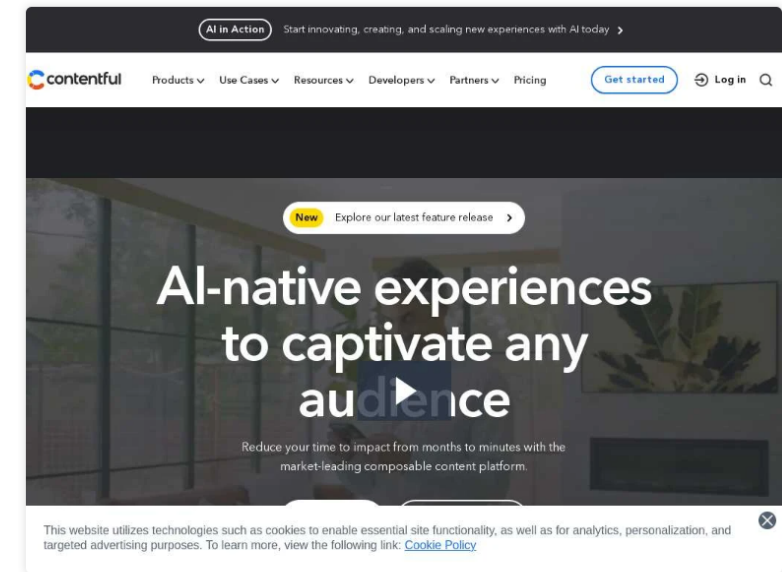 AI in Action Start innovating, creating, and scaling new experiences with AI today
contentful Products Use Cases Resources Developers Partners Pricing Get started Log in
New Explore our latest feature release
AI-native experiences
to captivate any
audience
Reduce your time to impact from months to minutes with the
market-leading composable content platform.
This website utilizes technologies such as cookies to enable essential site functionality, as well as for analytics, personalization, and
targeted advertising purposes. To learn more, view the following link: Cookie Policy